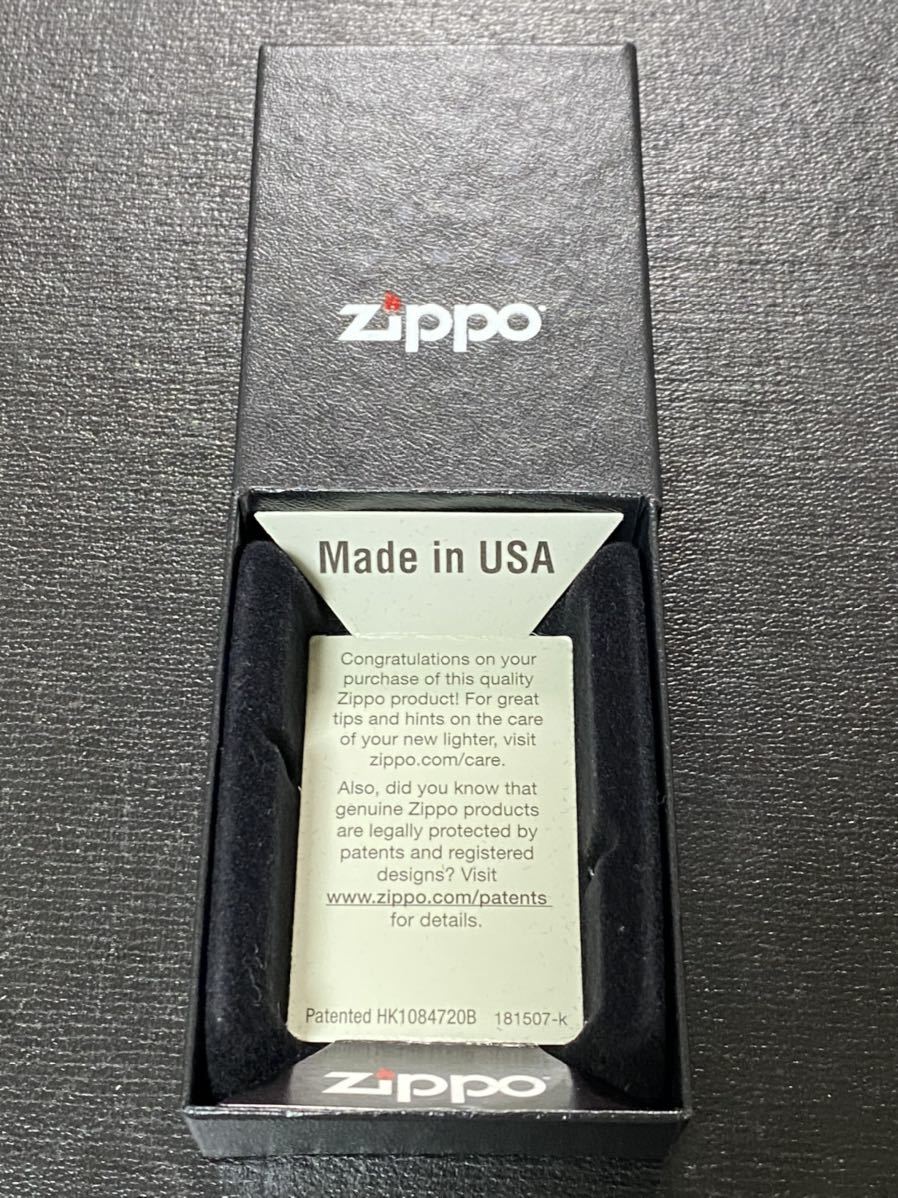 zippo
Made in USA
Congratulations on your
purchase of this quality
Zippo product! For great
tips and hints on the care
of your new lighter, visit
zippo.com/care.
Also, did you know that
genuine Zippo products
are legally protected by
patents and registered
designs? Visit
www.zippo.com/patents
for details.
Patented HK1084720B 181507-k
zippo